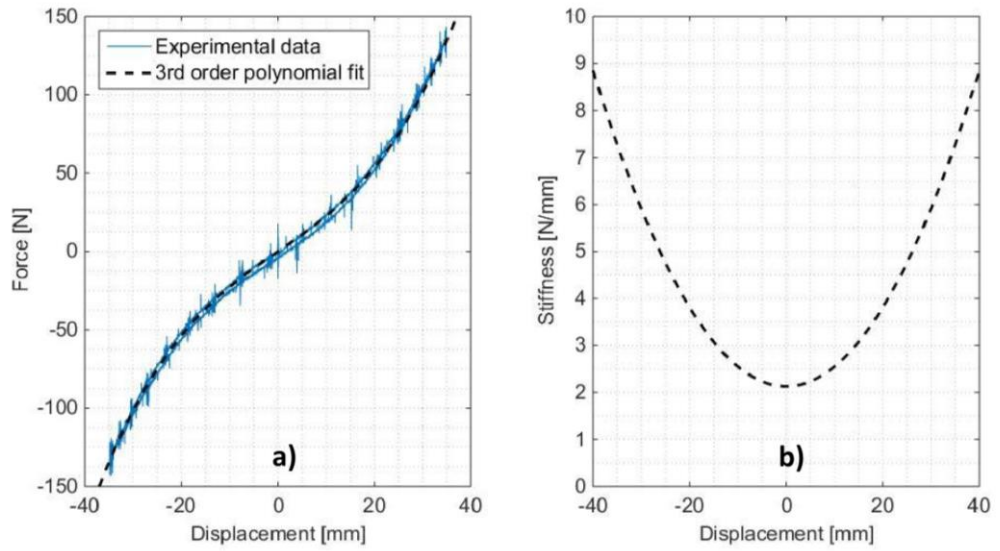 150
100
50
0
-50
-100
-150
Force [N]
Experimental data
3rd order polynomial fit
a)
-40 -20 0 20 40
Displacement [mm]
10
9
8
7
6
5
4
3
2
1
0
Stiffness [N/mm]
b)
-40 -20 0 20 40
Displacement [mm]